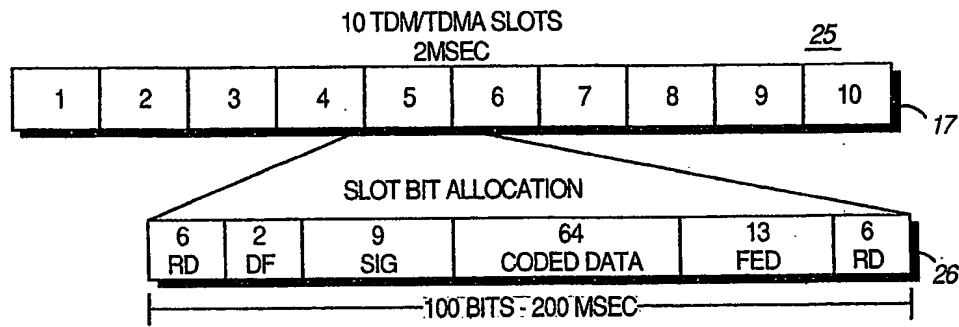 10 TDM/TDMA SLOTS
2MSEC
25
1 2 3 4 5 6 7 8 9 10
17
SLOT BIT ALLOCATION
6 2 9 64 13 6
RD DF SIG CODED DATA FED RD
26
100 BITS - 200 MSEC